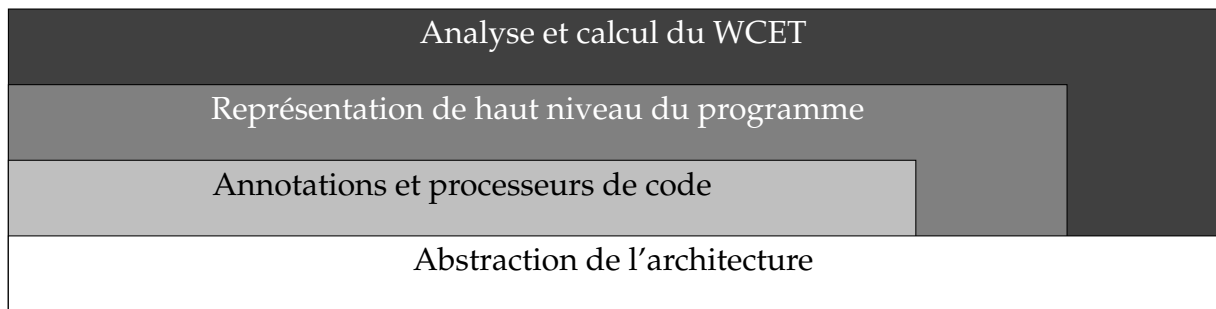 Analyse et calcul du WCET
Représentation de haut niveau du programme
Annotations et processeurs de code
Abstraction de l’architecture